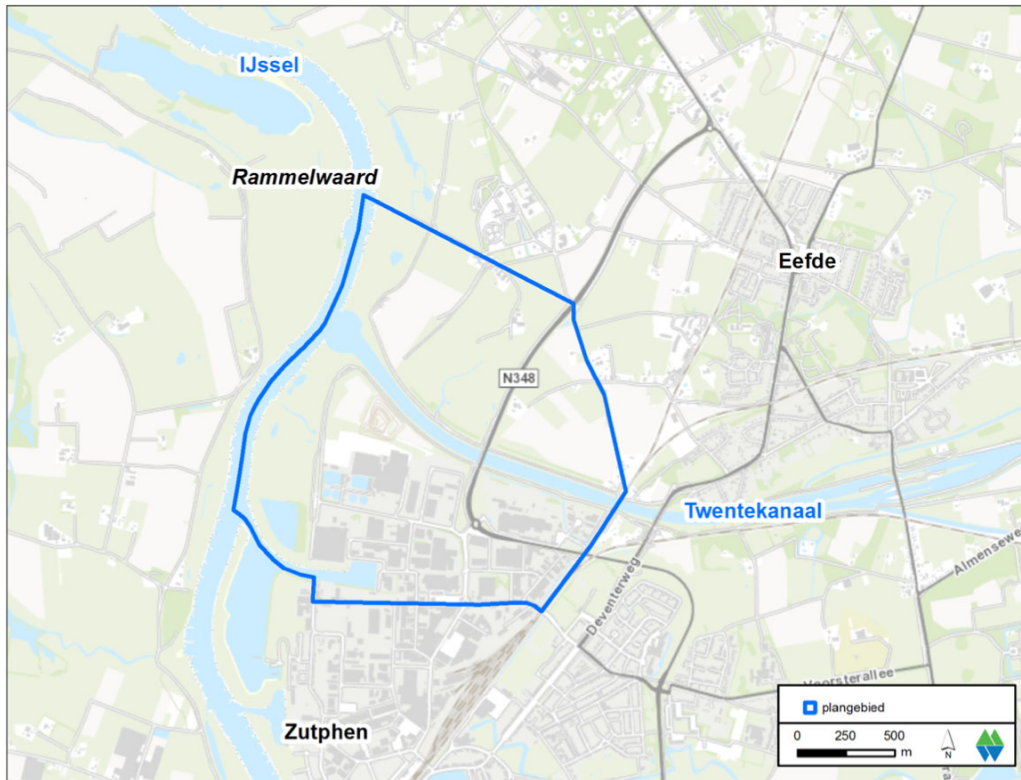 IJssel
Rammelwaard
Eefde
N348
Twentekanaal
Almensewe
Deventerweg
Voorsterallee
Zutphen
plangebied
0 250 500
m
N